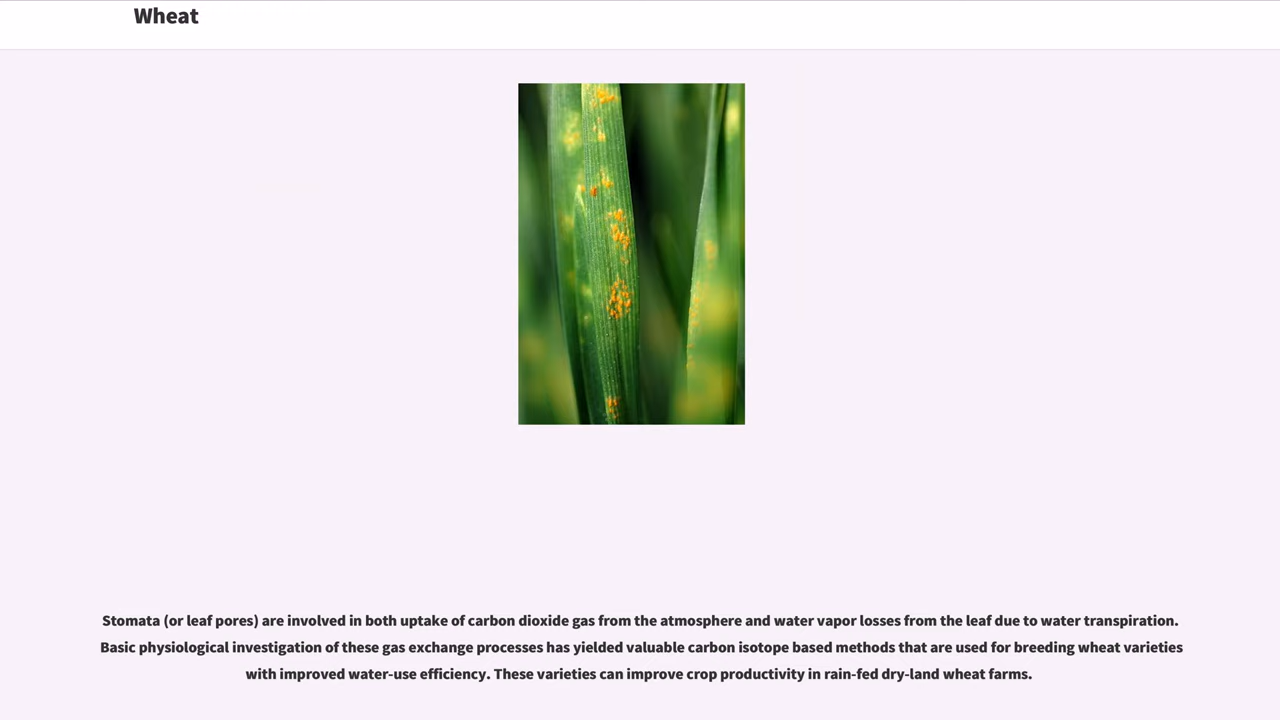 Wheat
Stomata (or leaf pores) are involved in both uptake of carbon dioxide gas from the atmosphere and water vapor losses from the leaf due to water transpiration.
Basic physiological investigation of these gas exchange processes has yielded valuable carbon isotope based methods that are used for breeding wheat varieties
with improved water-use efficiency. These varieties can improve crop productivity in rain-fed dry-land wheat farms.